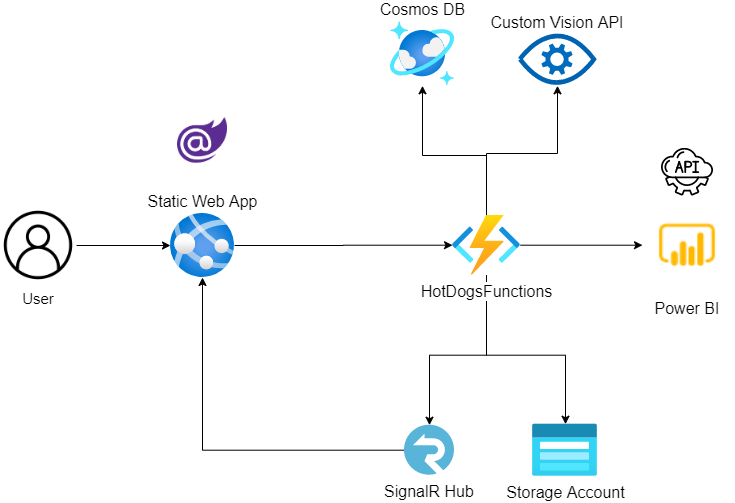 Cosmos DB
Custom Vision API
@
API
Static Web App
User
HotDogsFunctions
Power BI
SignalR Hub
Storage Account